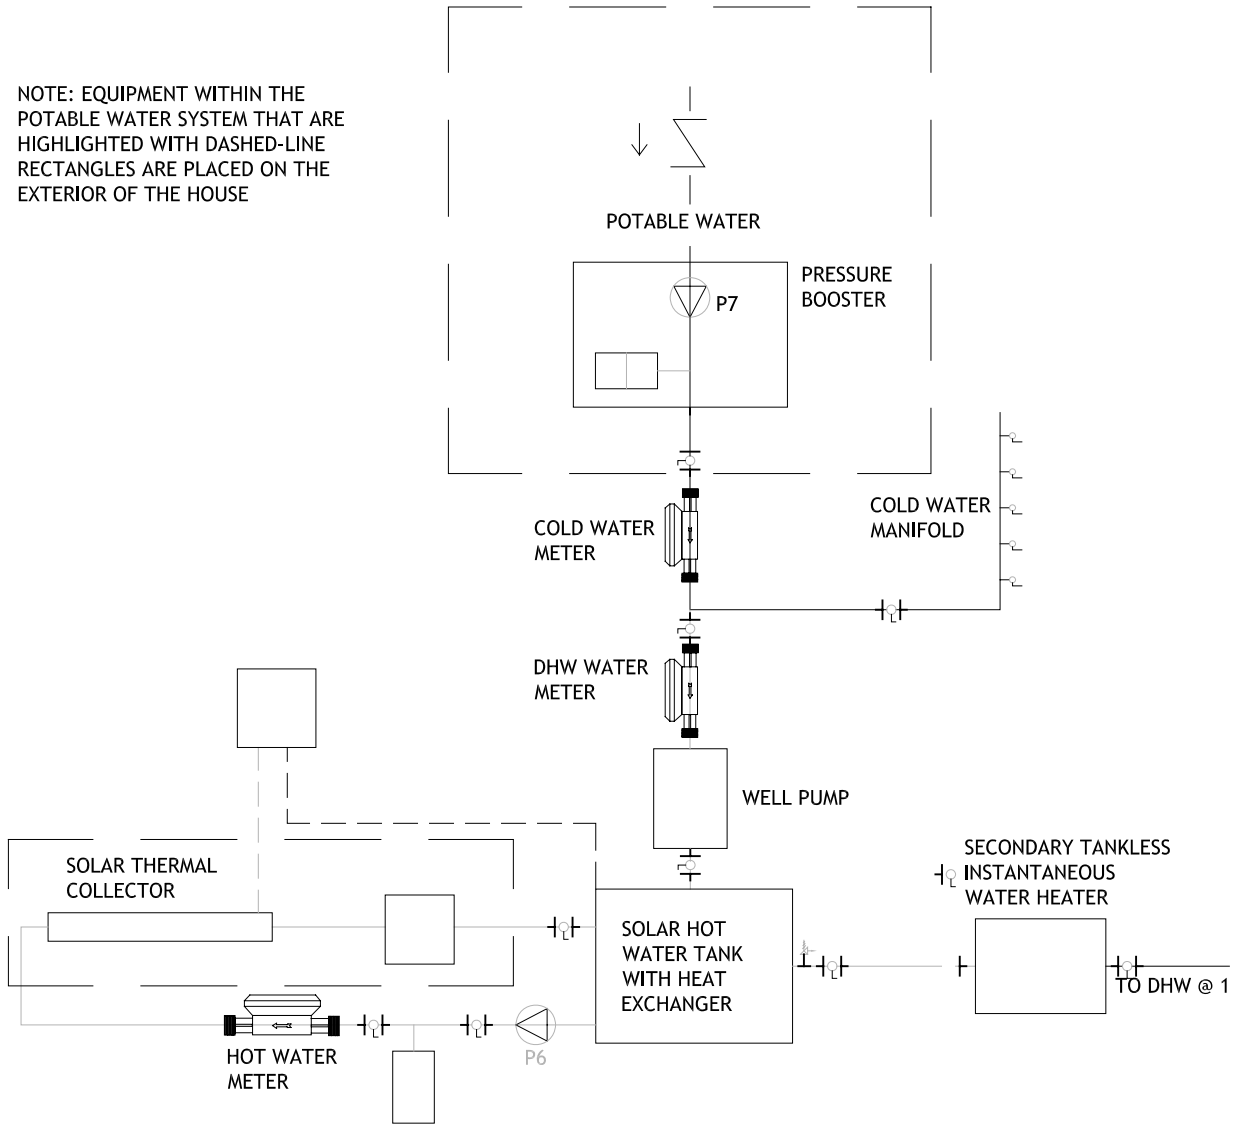 NOTE: EQUIPMENT WITHIN THE
POTABLE WATER SYSTEM THAT ARE
HIGHLIGHTED WITH DASHED-LINE
RECTANGLES ARE PLACED ON THE
EXTERIOR OF THE HOUSE
POTABLE WATER
PRESSURE
BOOSTER
P7
COLD WATER
METER
COLD WATER
MANIFOLD
DHW WATER
METER
WELL PUMP
SOLAR THERMAL
COLLECTOR
SECONDARY TANKLESS
INSTANTANEOUS
WATER HEATER
SOLAR HOT
WATER TANK
WITH HEAT
EXCHANGER
TO DHW @ 1
HOT WATER
METER
P6